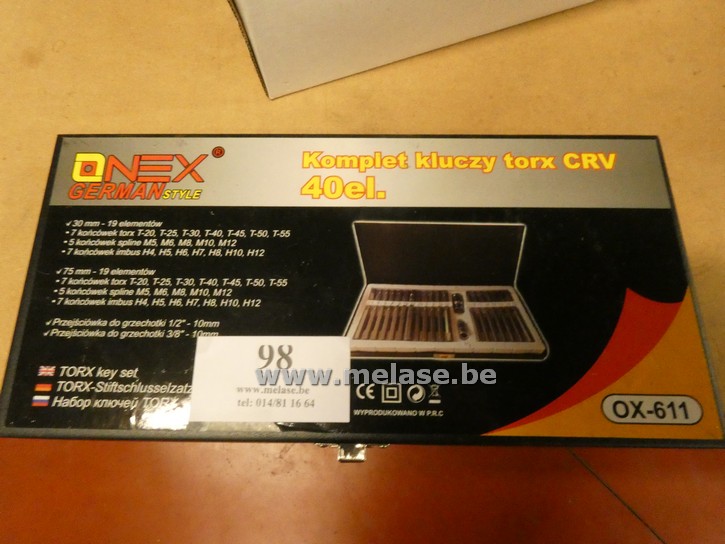 ONEX®
GERMAN STYLE
Komplet kluczy torx CRV
40el.
✓ 30 mm - 19 elementów
• 7 końcówek torx T-20, T-25, T-30, T-40, T-45, T-50, T-55
• 5 końcówek spline M5, M6, M8, M10, M12
• 7 końcówek imbus H4, H5, H6, H7, H8, H10, H12
✓ 75 mm - 19 elementów
• 7 końcówek torx T-20, T-25, T-30, T-40, T-45, T-50, T-55
• 5 końcówek spline M5, M6, M8, M10, M12
• 7 końcówek imbus H4, H5, H6, H7, H8, H10, H12
✓ Przejściówka do grzechotki 1/2" - 10mm
✓ Przejściówka do grzechotki 3/8" - 10mm
TORX key set
TORX-Stiftschlusselzatz
Набор ключей TORX
98
www.melase.be
tel: 014/81 16 64
www.melase.be
CE
WYPRODUKOWANO W P.R.C
OX-611